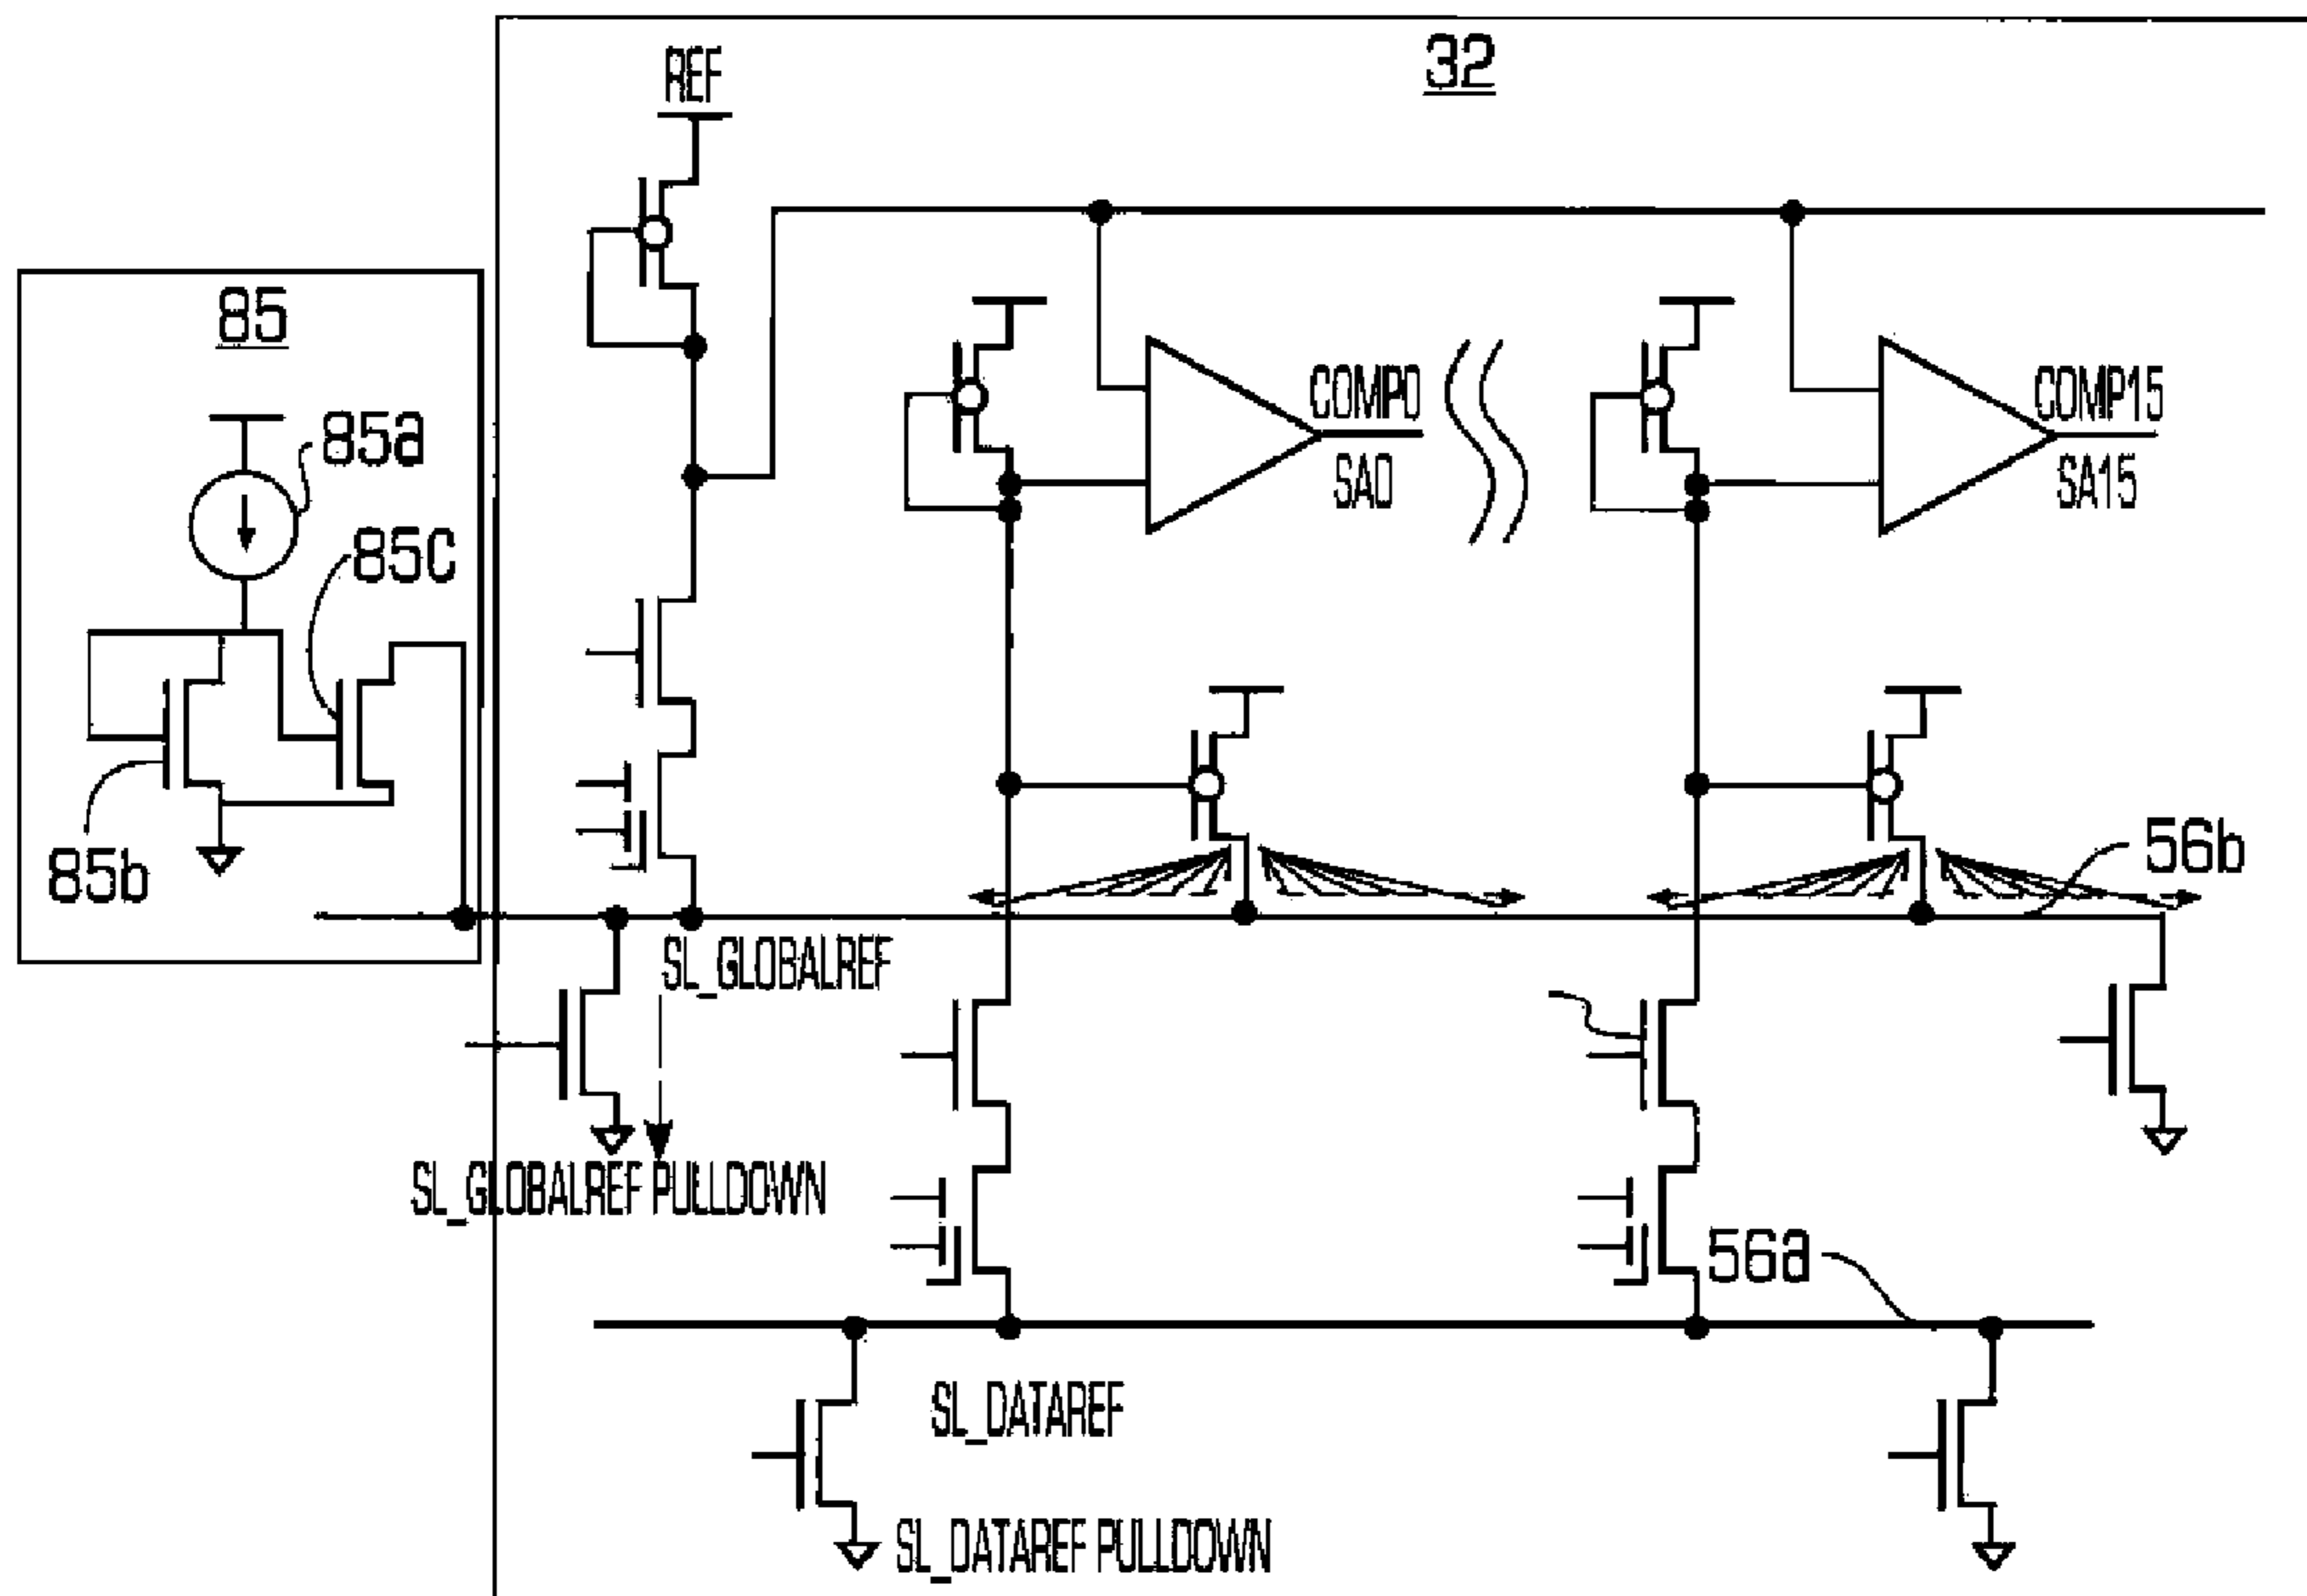 32
REF
85
85a
85c
85b
COMP0
SA0
COMP15
SA15
56b
SL_GLOBALREF
SL_GLOBALREF PULLDOWN
56a
SL_DATAREF
SL_DATAREF PULLDOWN